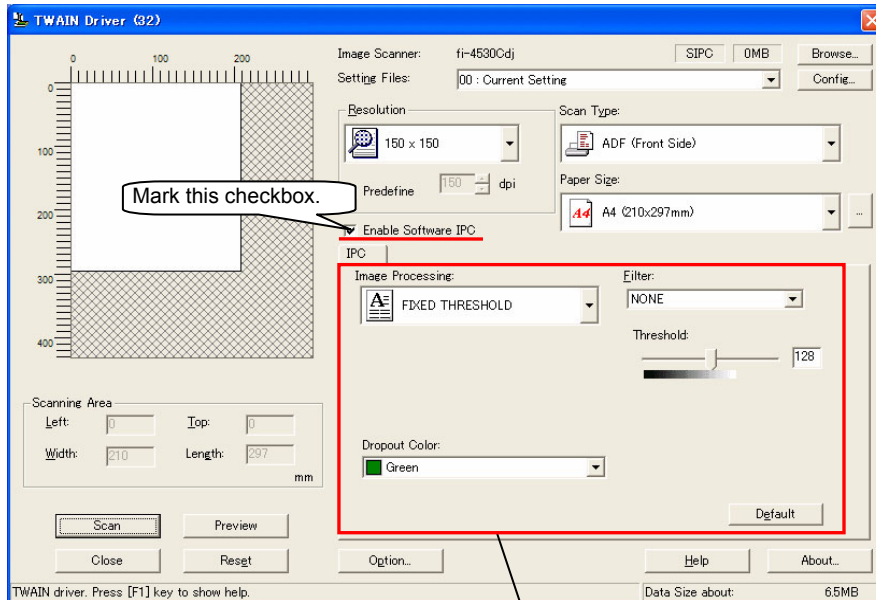 TWAIN Driver (32)
0 100 200
0
100
200
300
400
Image Scanner: fi-4530Cdj SIPC 0MB Browse...
Setting Files: 00 : Current Setting Config...
Resolution
150 x 150
Predefine 150 dpi
Scan Type:
ADF (Front Side)
Paper Size:
A4 A4 (210x297mm) ...
Mark this checkbox.
Enable Software IPC
IPC
Image Processing:
A FIXED THRESHOLD
Filter:
NONE
Threshold:
128
Dropout Color:
Green
Default
Scanning Area
Left: 0 Top: 0
Width: 210 Length: 297
mm
Scan Preview
Close Reset Option... Help About...
TWAIN driver. Press [F1] key to show help. Data Size about: 6.5MB